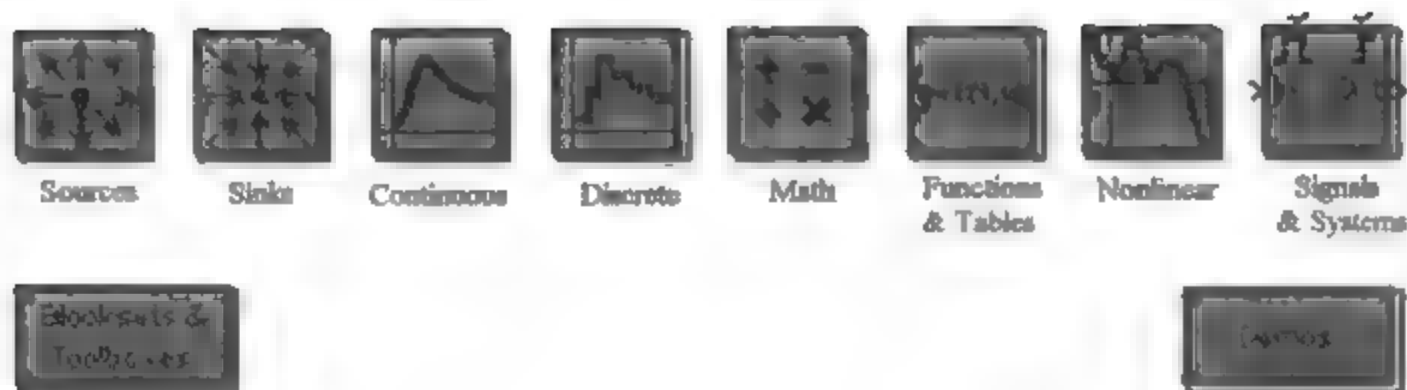 Sources
Sinks
Continuous
Discrete
Math
Functions
& Tables
Nonlinear
Signals
& Systems
Blocksets &
Toolboxes
Demos